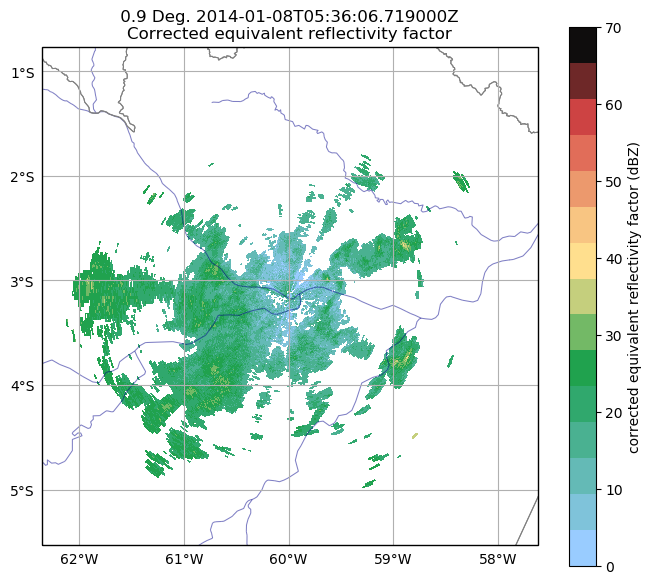 0.9 Deg. 2014-01-08T05:36:06.719000Z
Corrected equivalent reflectivity factor
1°S
2°S
3°S
4°S
5°S
62°W
61°W
60°W
59°W
58°W
70
60
50
40
30
20
10
0
corrected equivalent reflectivity factor (dBZ)